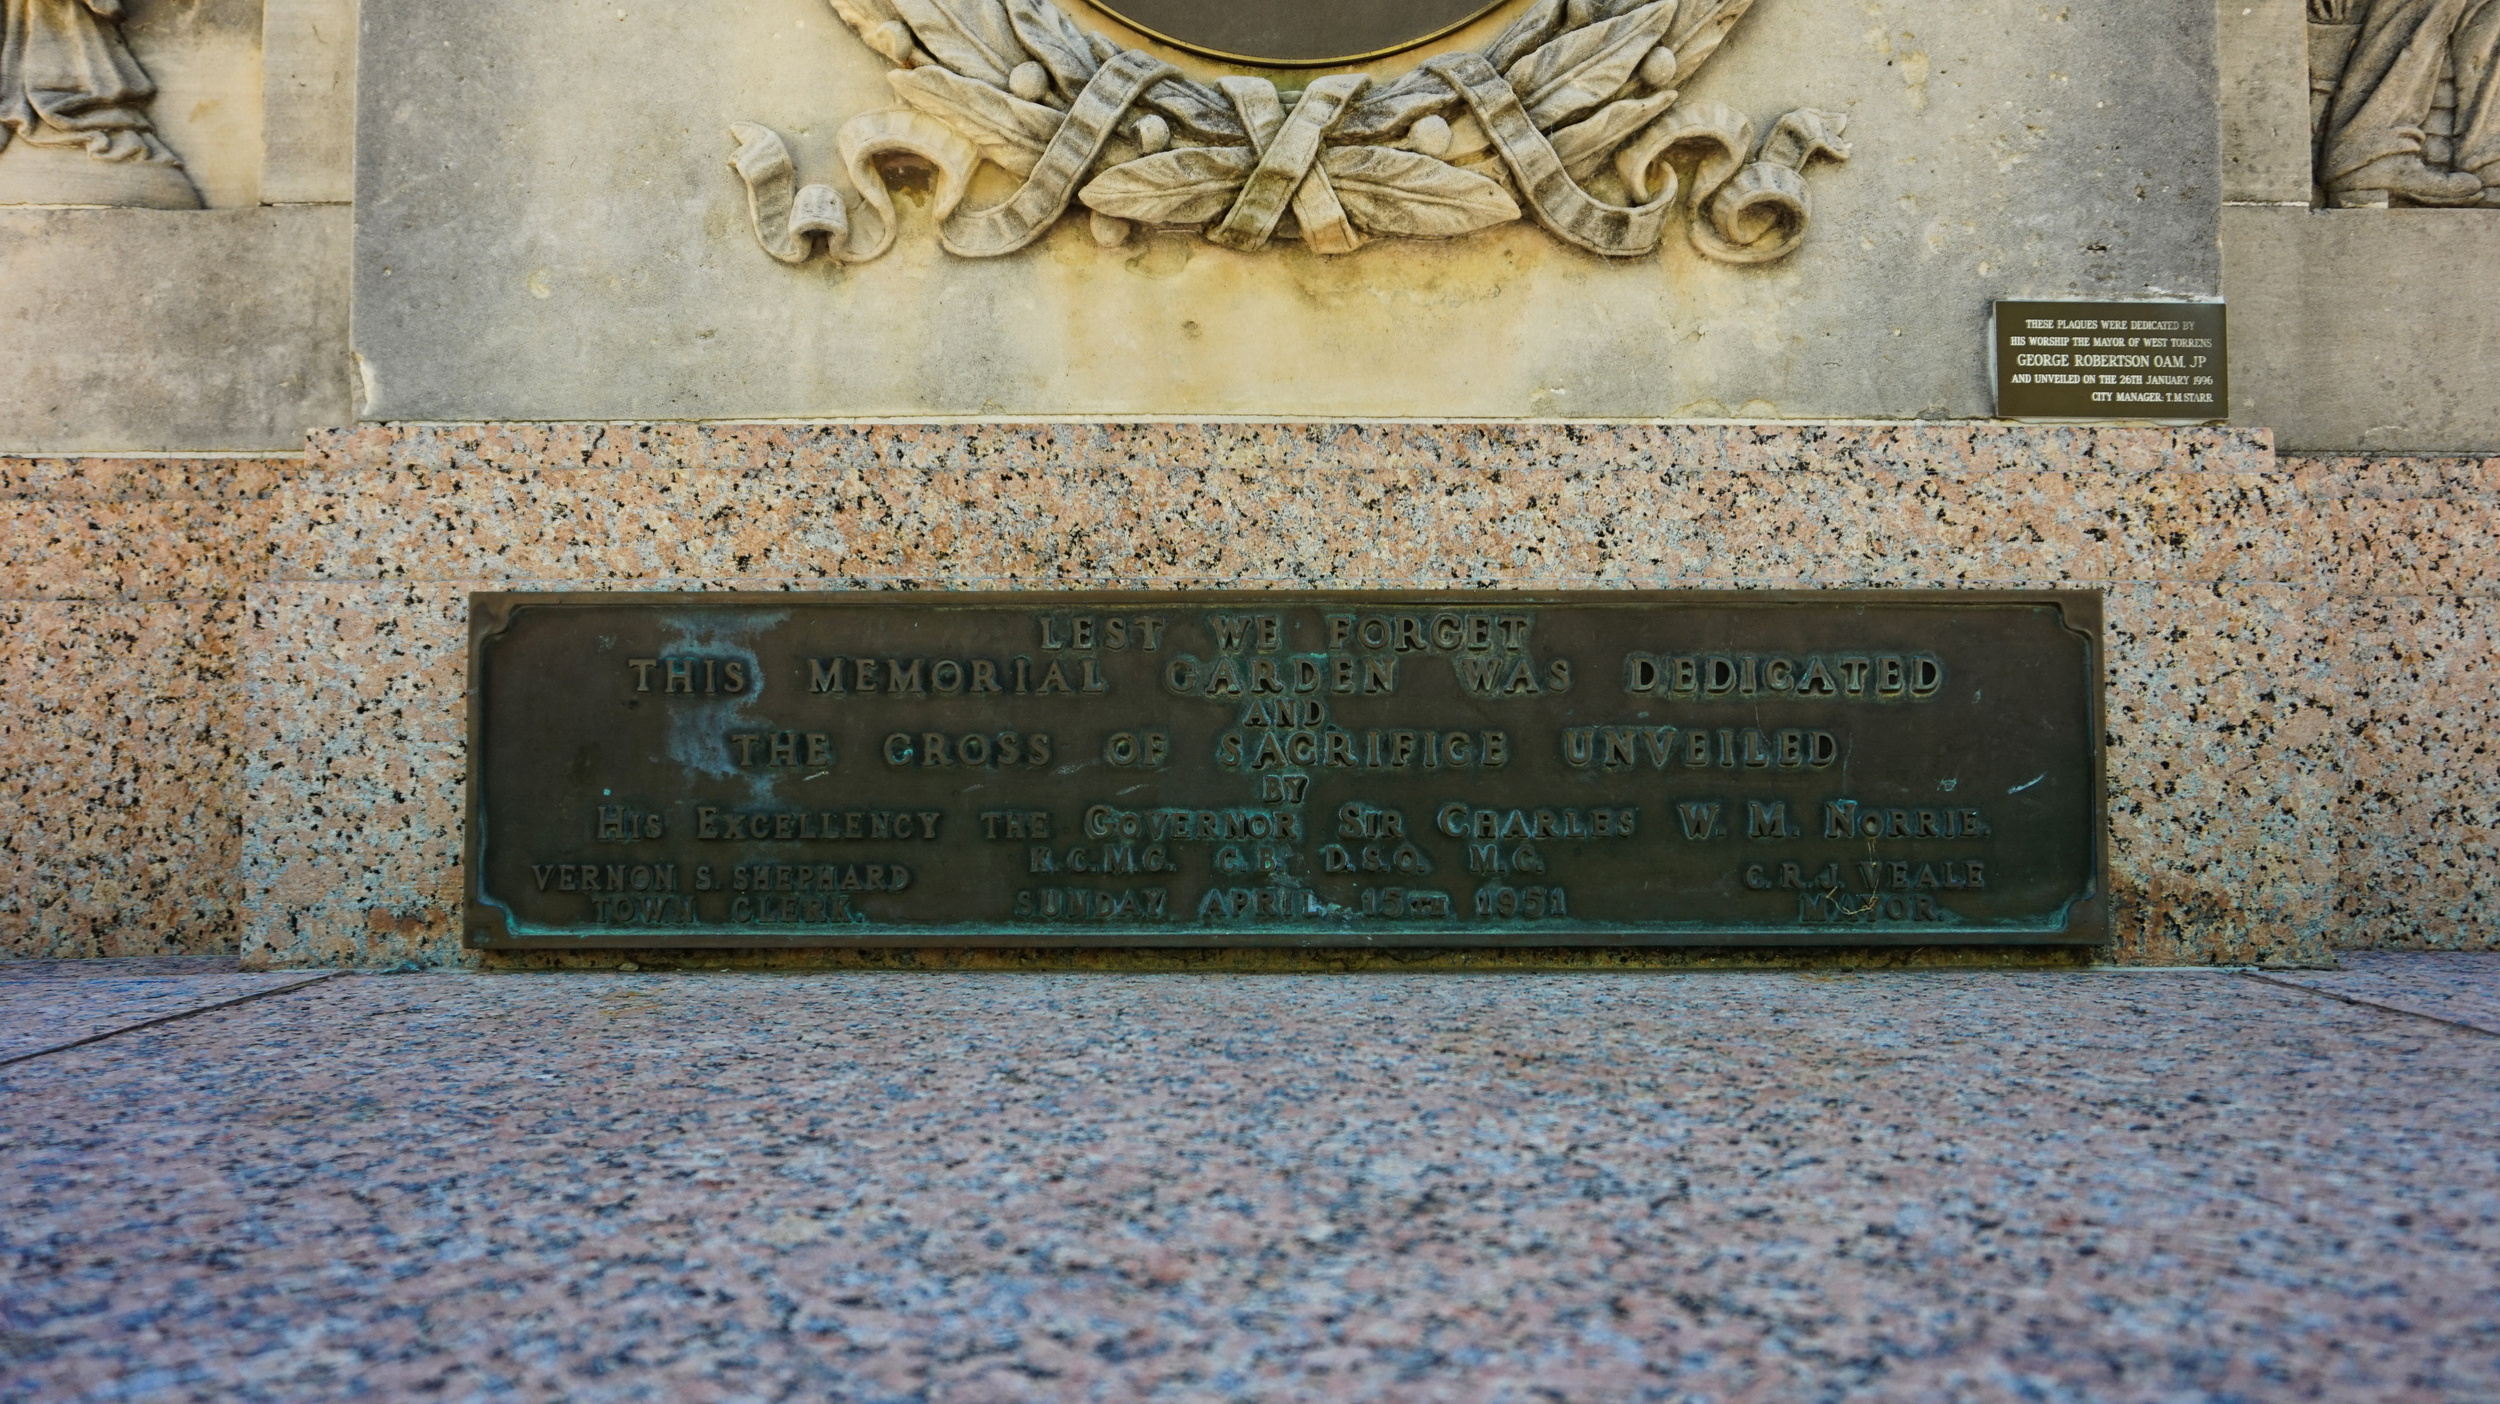 THESE PLAQUES WERE DEDICATED BY
HIS WORSHIP THE MAYOR OF WEST TORRENS
GEORGE ROBERTSON OAM, JP
AND UNVEILED ON THE 26TH JANUARY 1996
CITY MANAGER: T.M.STARR.
LEST WE FORGET
THIS MEMORIAL GARDEN WAS DEDICATED
AND
THE CROSS OF SACRIFICE UNVEILED
BY
HIS EXCELLENCY THE GOVERNOR SIR CHARLES W. M. NORRIE.
K.C.M.G. C.B. D.S.O. M.C.
VERNON S. SHEPHARD
TOWN CLERK.
SUNDAY APRIL 15TH 1951
C.R.J. VEALE
MAYOR.